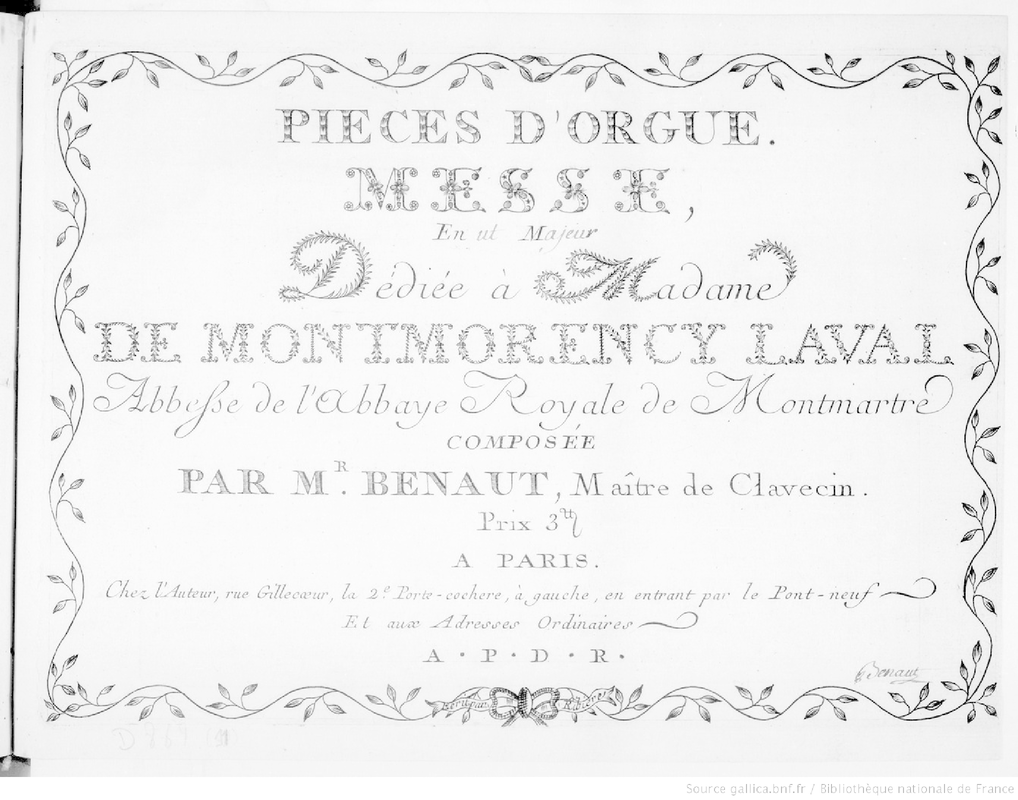 PIECES D'ORGUE.
MESSE,
En ut Majeur
Dédiée à Madame
DE MONTMORENCY LAVAL
Abbesse de l'Abbaye Royale de Montmartre
COMPOSÉE
PAR MR. BENAUT, Maître de Clavecin.
Prix 3tt
A PARIS.
Chez l'Auteur, rue Gillecœur, la 2e Porte-cochere, à gauche, en entrant par le Pont-neuf
Et aux Adresses Ordinaires
A·P·D·R·
Benaut
Source gallica.bnf.fr / Bibliothèque nationale de France